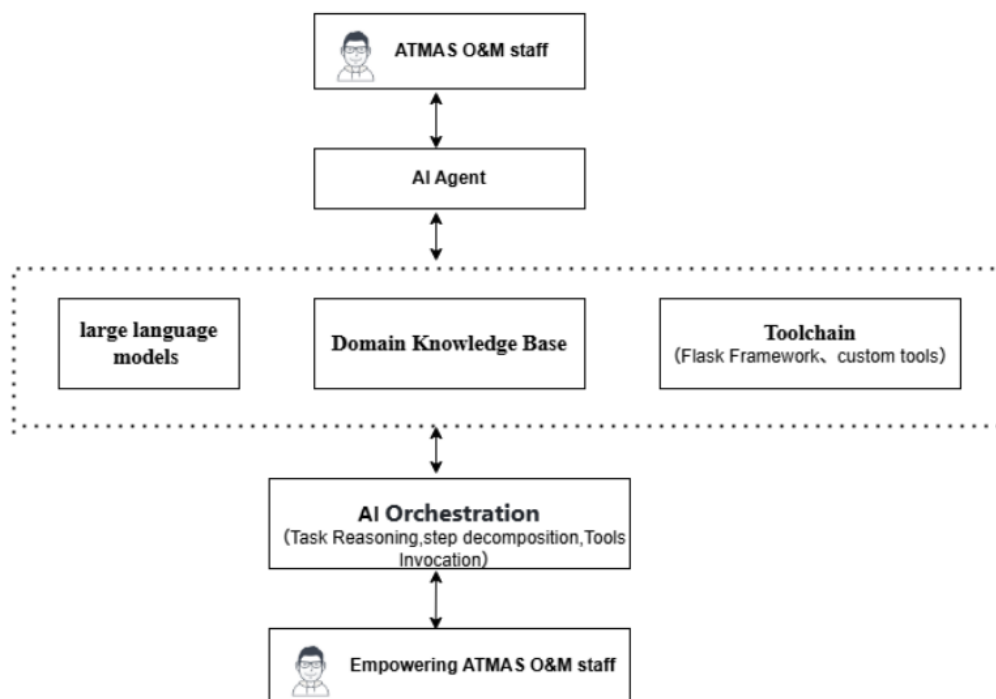 ATMAS O&M staff
AI Agent
large language
models
Domain Knowledge Base
Toolchain
(Flask Framework、custom tools)
AI Orchestration
(Task Reasoning,step decomposition,Tools
Invocation)
Empowering ATMAS O&M staff